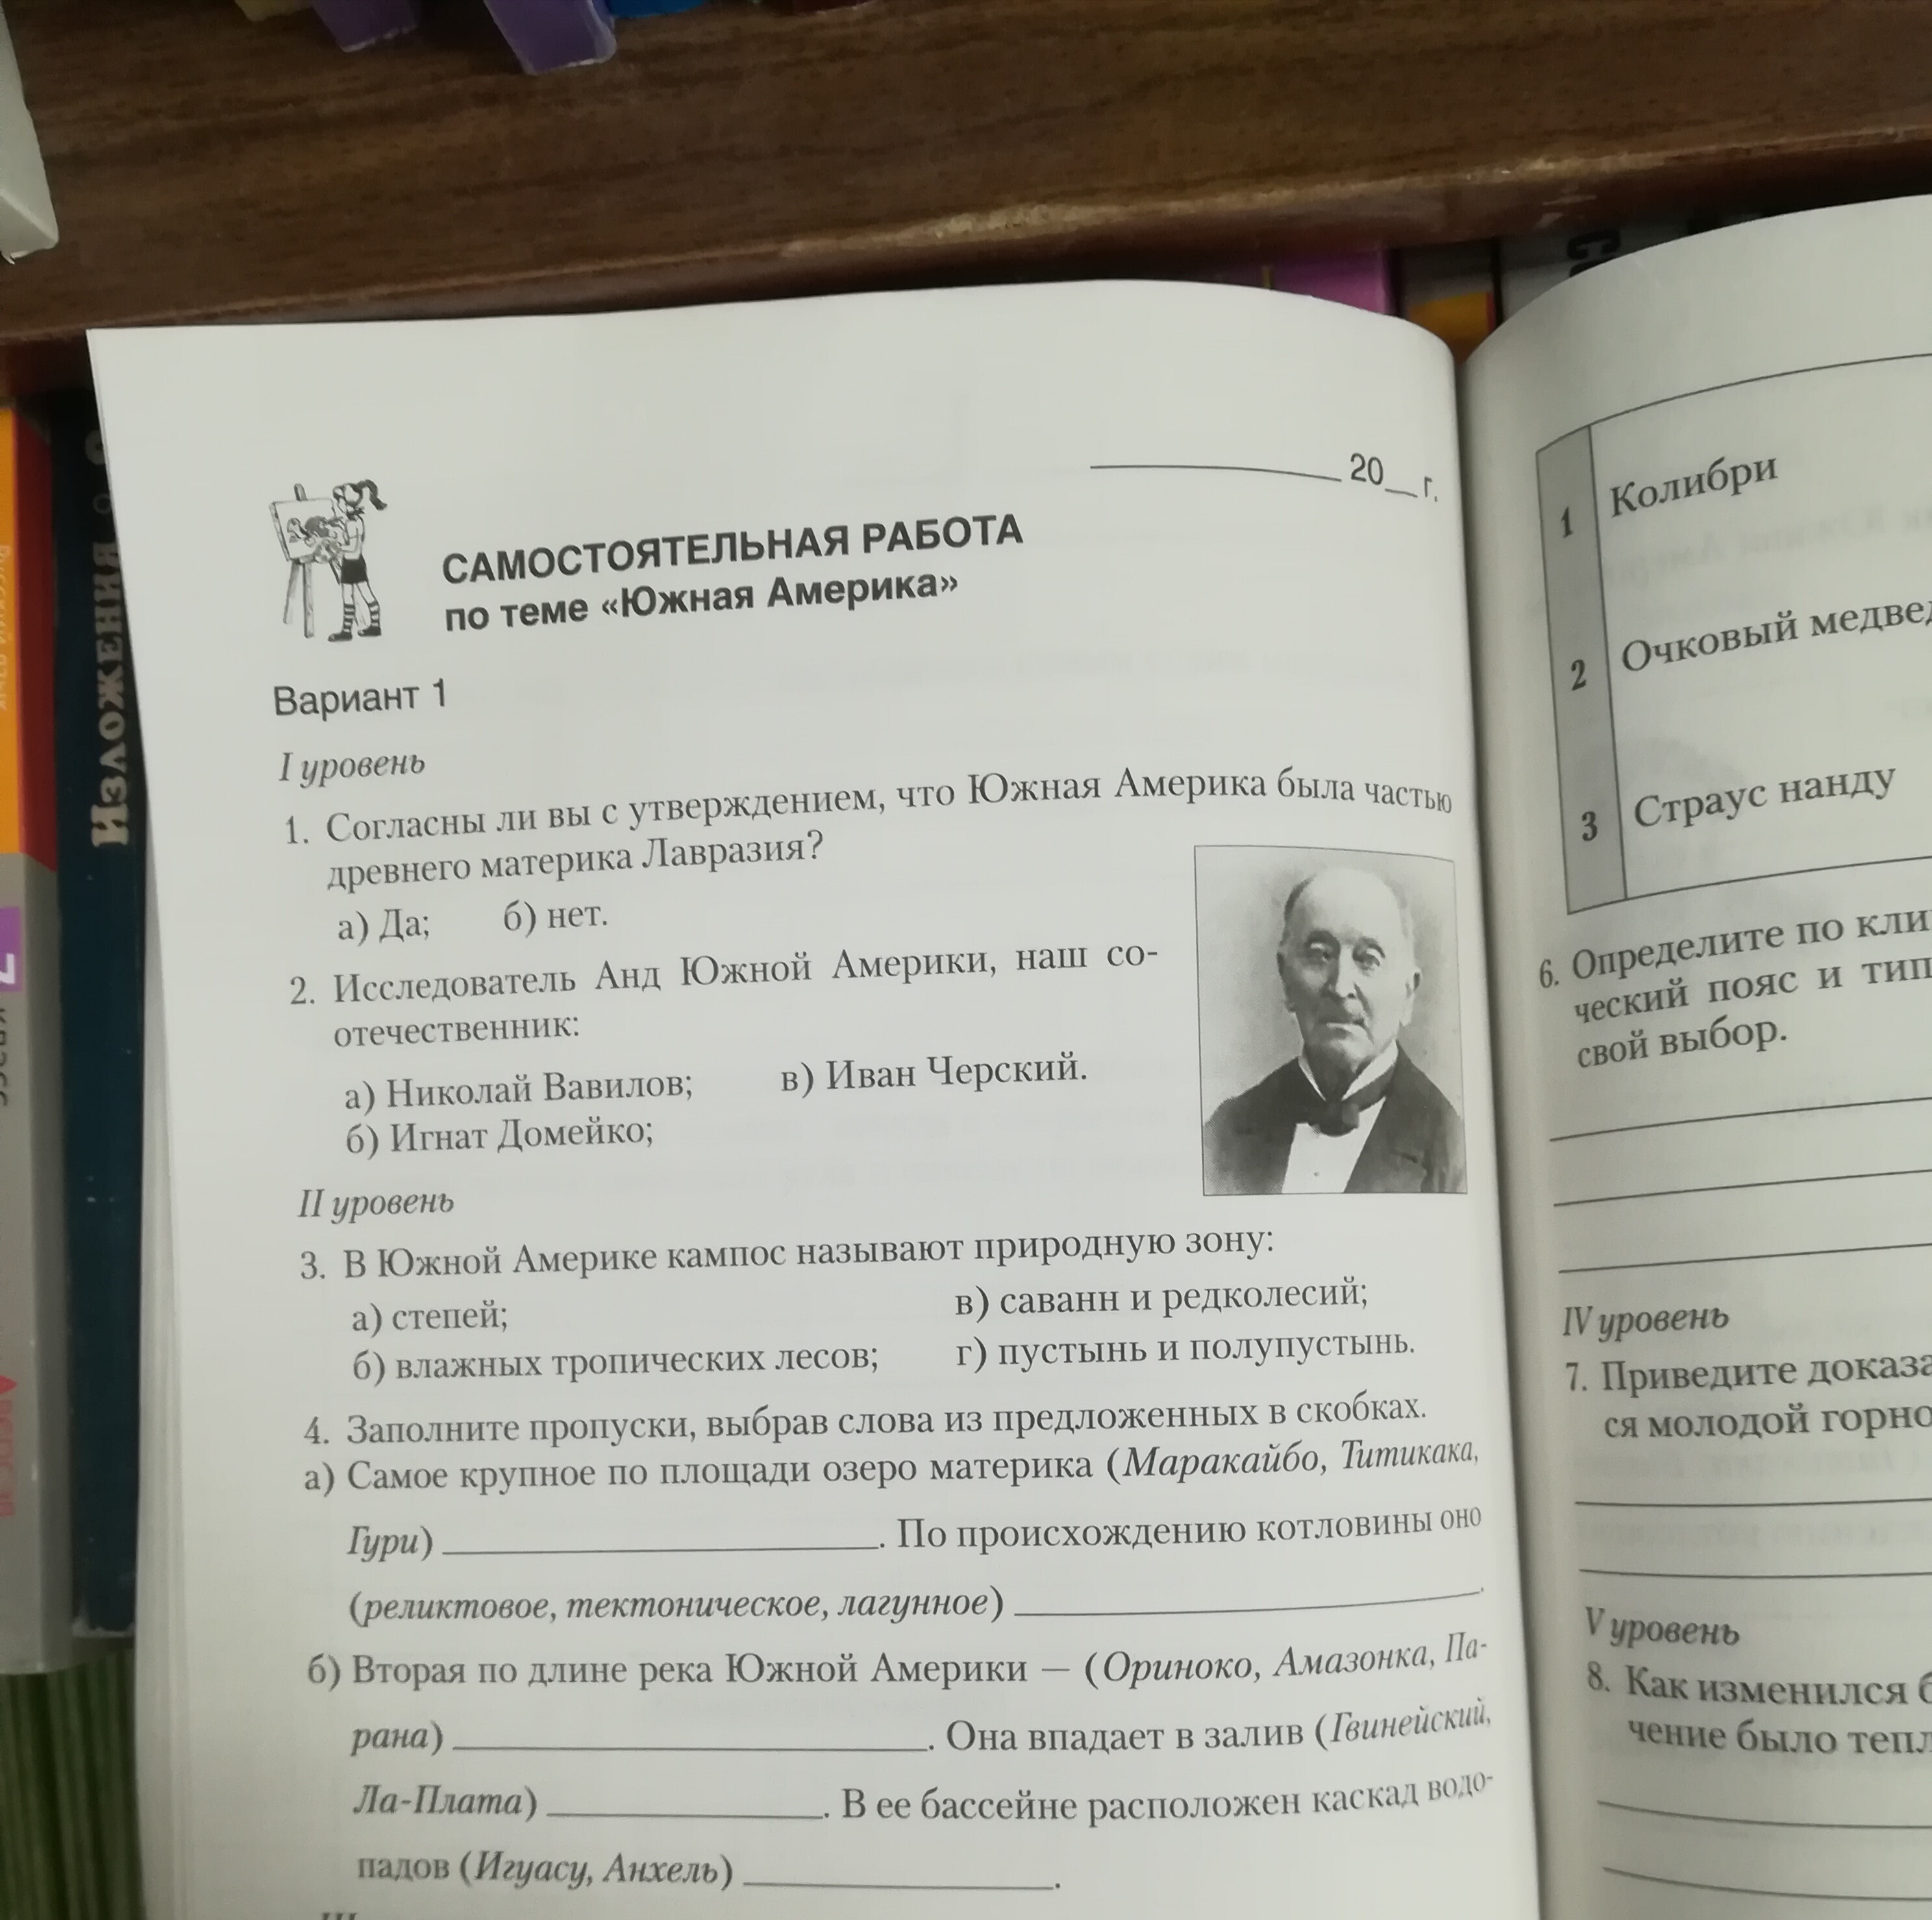 Изложения
20__ г.
САМОСТОЯТЕЛЬНАЯ РАБОТА
по теме «Южная Америка»
Вариант 1
I уровень
1. Согласны ли вы с утверждением, что Южная Америка была частью
древнего материка Лавразия?
а) Да; б) нет.
2. Исследователь Анд Южной Америки, наш со-
отечественник:
а) Николай Вавилов; в) Иван Черский.
б) Игнат Домейко;
II уровень
3. В Южной Америке кампос называют природную зону:
а) степей; в) саванн и редколесий;
б) влажных тропических лесов; г) пустынь и полупустынь.
4. Заполните пропуски, выбрав слова из предложенных в скобках.
а) Самое крупное по площади озеро материка (Маракайбо, Титикака,
Гури) ____________. По происхождению котловины оно
(реликтовое, тектоническое, лагунное) ____________.
б) Вторая по длине река Южной Америки — (Ориноко, Амазонка, Па-
рана) ____________. Она впадает в залив (Гвинейский,
Ла-Плата) ____________. В ее бассейне расположен каскад водо-
падов (Игуасу, Анхель) ____________.
1 Колибри
2 Очковый медвед
3 Страус нанду
6. Определите по кли
ческий пояс и тип
свой выбор.
IV уровень
7. Приведите доказа
ся молодой горно
V уровень
8. Как изменился б
чение было тепл